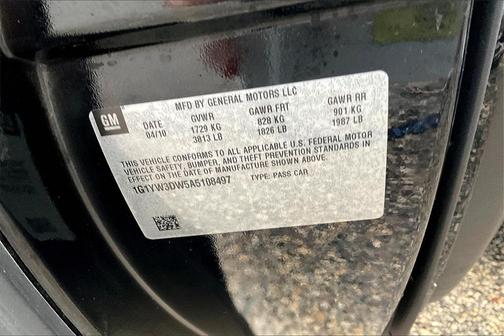 MFD BY GENERAL MOTORS LLC
GM
DATE GVWR GAWR FRT GAWR RR
04/10 1729 KG 828 KG 901 KG
3813 LB 1826 LB 1987 LB
THIS VEHICLE CONFORMS TO ALL APPLICABLE U.S. FEDERAL MOTOR
VEHICLE SAFETY, BUMPER, AND THEFT PREVENTION STANDARDS IN
EFFECT ON THE DATE OF MANUFACTURE SHOWN ABOVE.
1G1YW3DW5A5108497 TYPE: PASS CAR